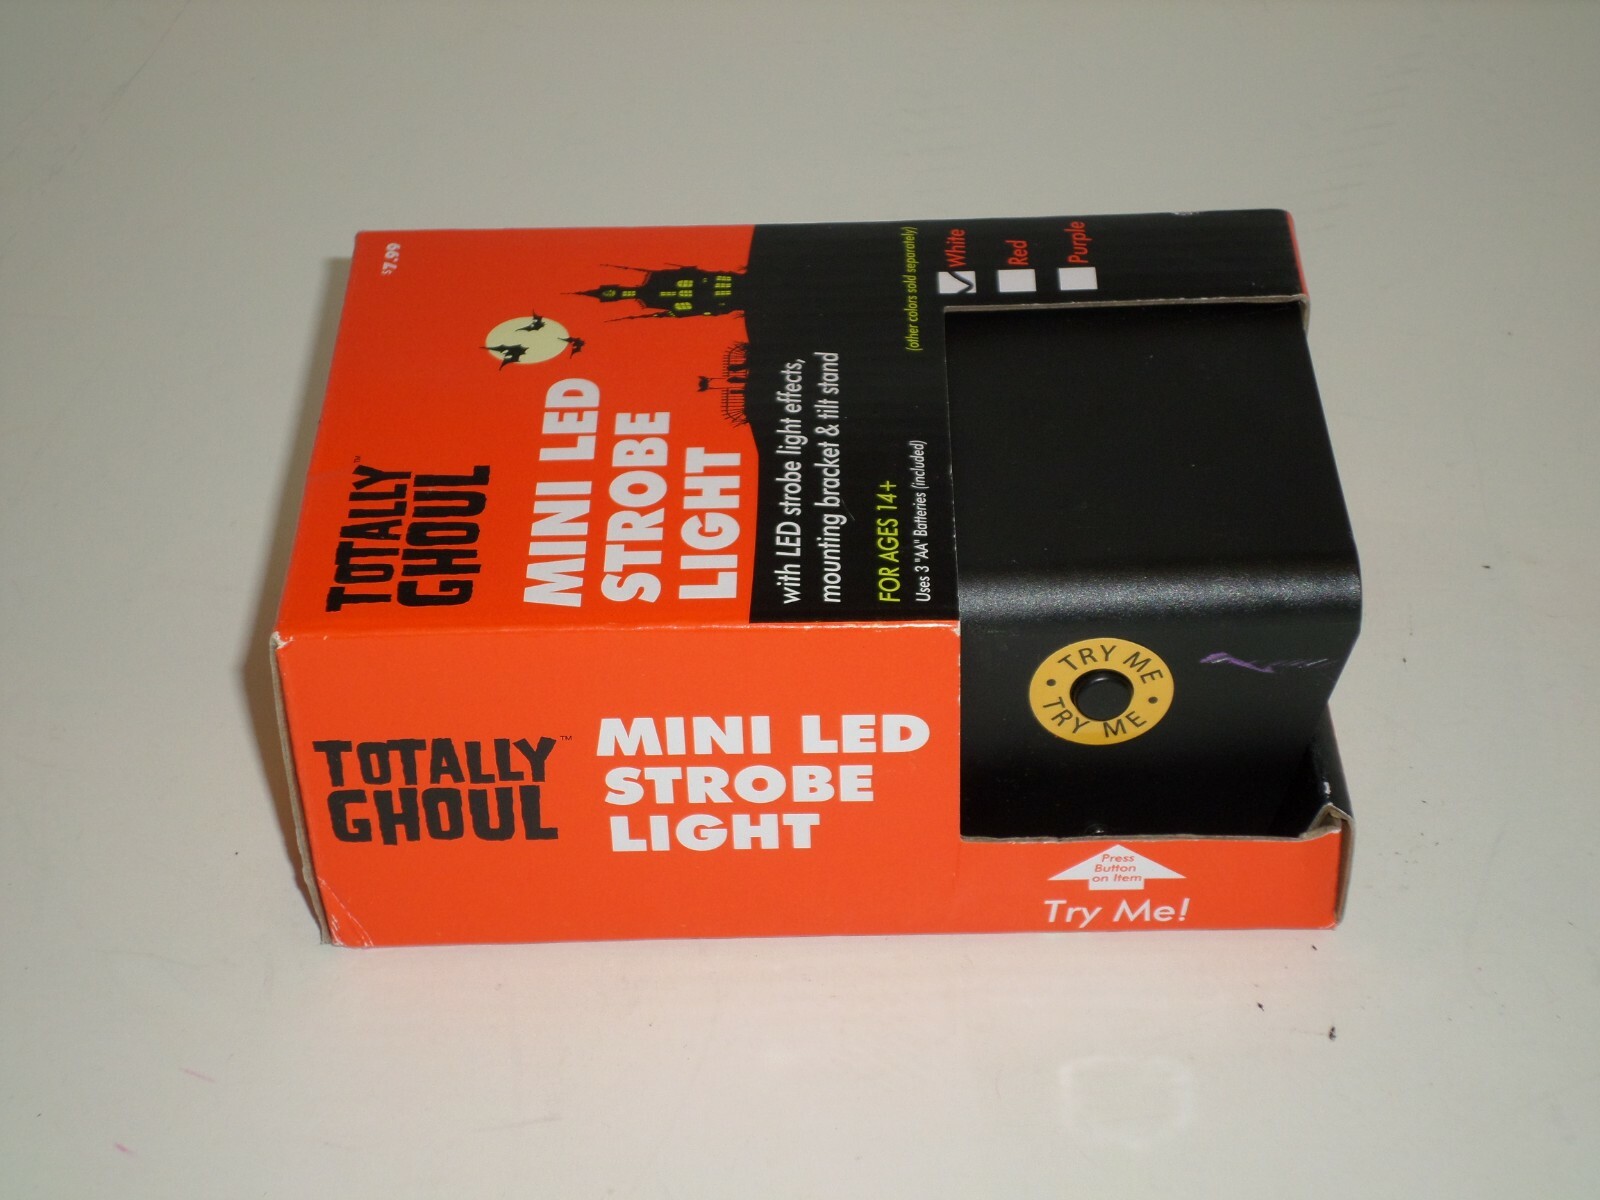 $7.99
TOTALLY™
GHOUL
MINI LED
STROBE
LIGHT
with LED strobe light effects,
mounting bracket & tilt stand
FOR AGES 14+
Uses 3 "AA" Batteries (included)
(other colors sold separately)
White
Red
Purple
TOTALLY™
GHOUL
MINI LED
STROBE
LIGHT
TRY ME • TRY ME •
Press
Button
on Item
Try Me!